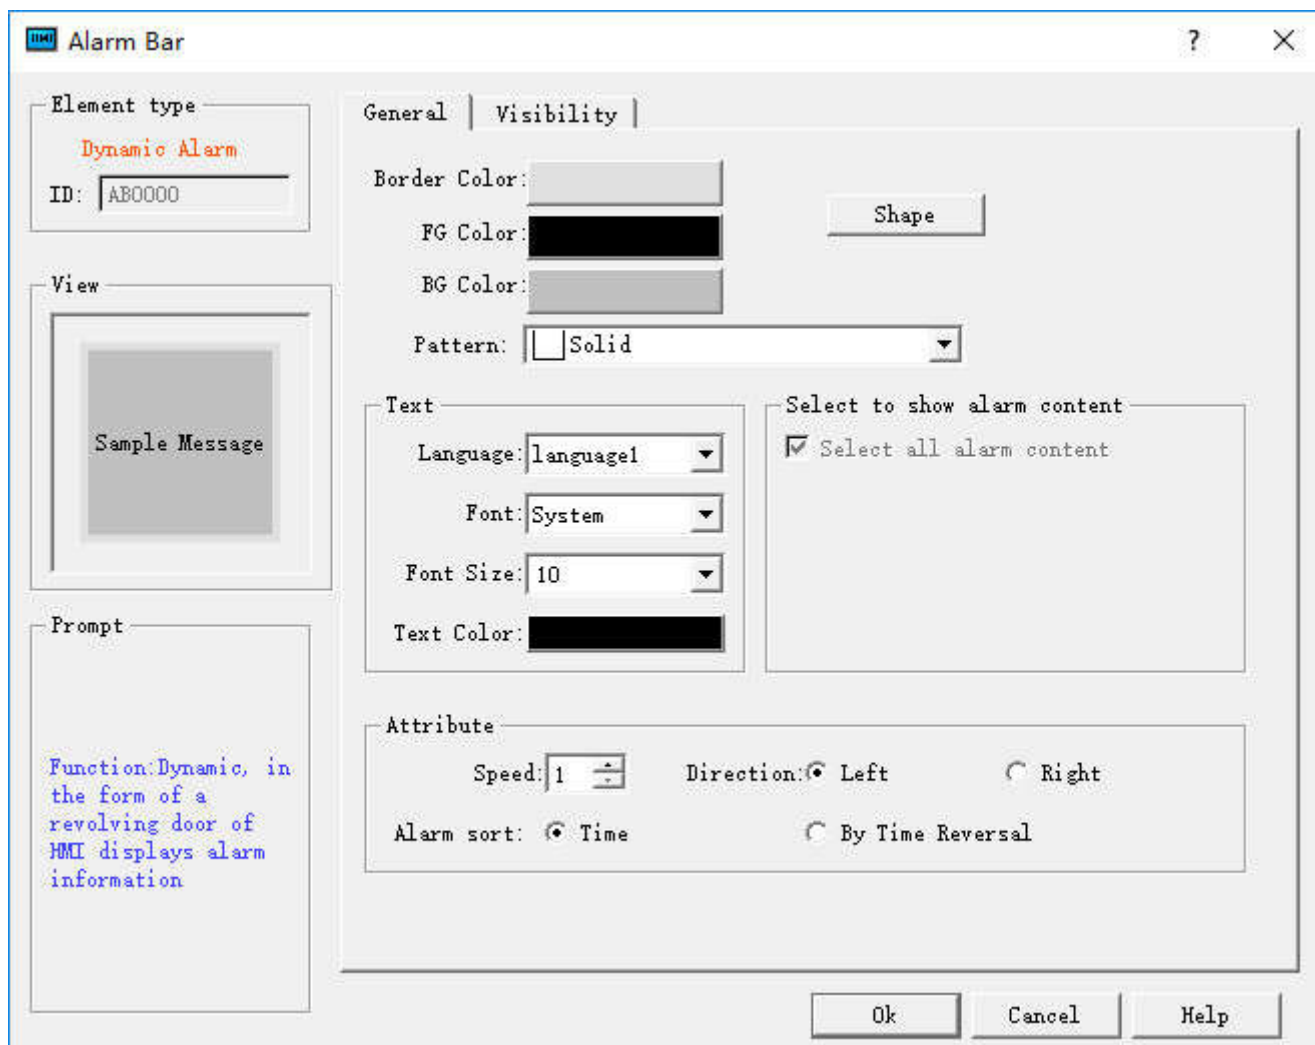 HMI Alarm Bar ?
Element type
Dynamic Alarm
ID: AB0000
View
Sample Message
Prompt
Function:Dynamic, in
the form of a
revolving door of
HMI displays alarm
information
General Visibility
Border Color:
Shape
FG Color:
BG Color:
Pattern: Solid
Text
Language: language1
Font: System
Font Size: 10
Text Color:
Select to show alarm content
Select all alarm content
Attribute
Speed: 1 Direction: Left Right
Alarm sort: Time By Time Reversal
Ok Cancel Help